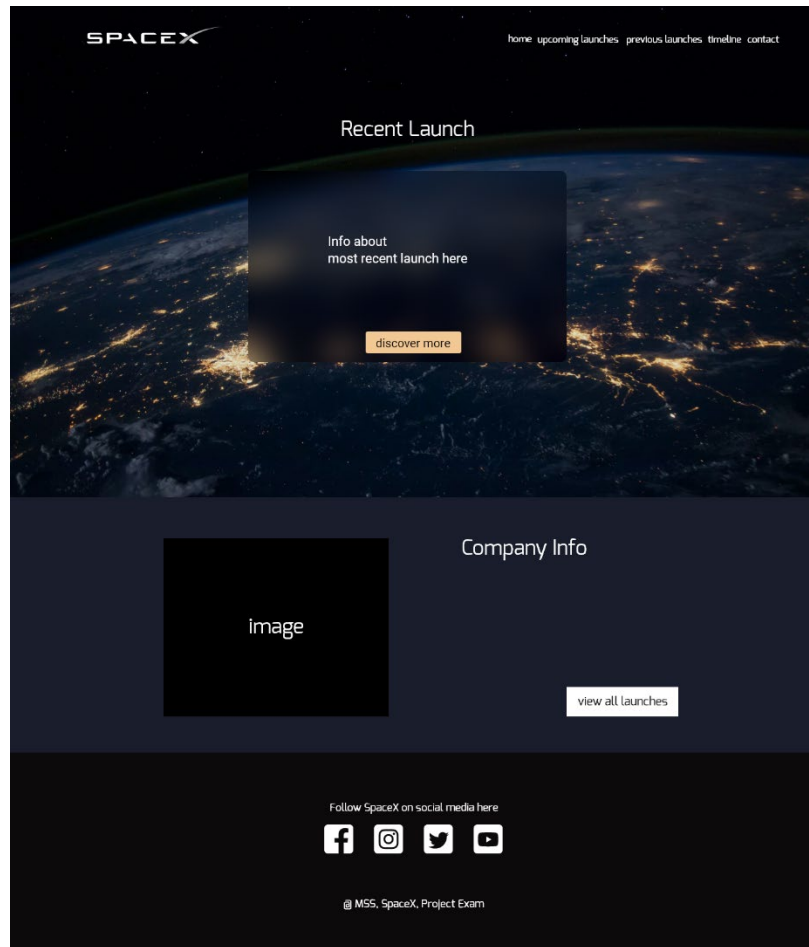 SPACEX
home upcoming launches previous launches timeline contact
Recent Launch
Info about
most recent launch here
discover more
Company Info
image
view all launches
Follow SpaceX on social media here
@ MSS, SpaceX, Project Exam